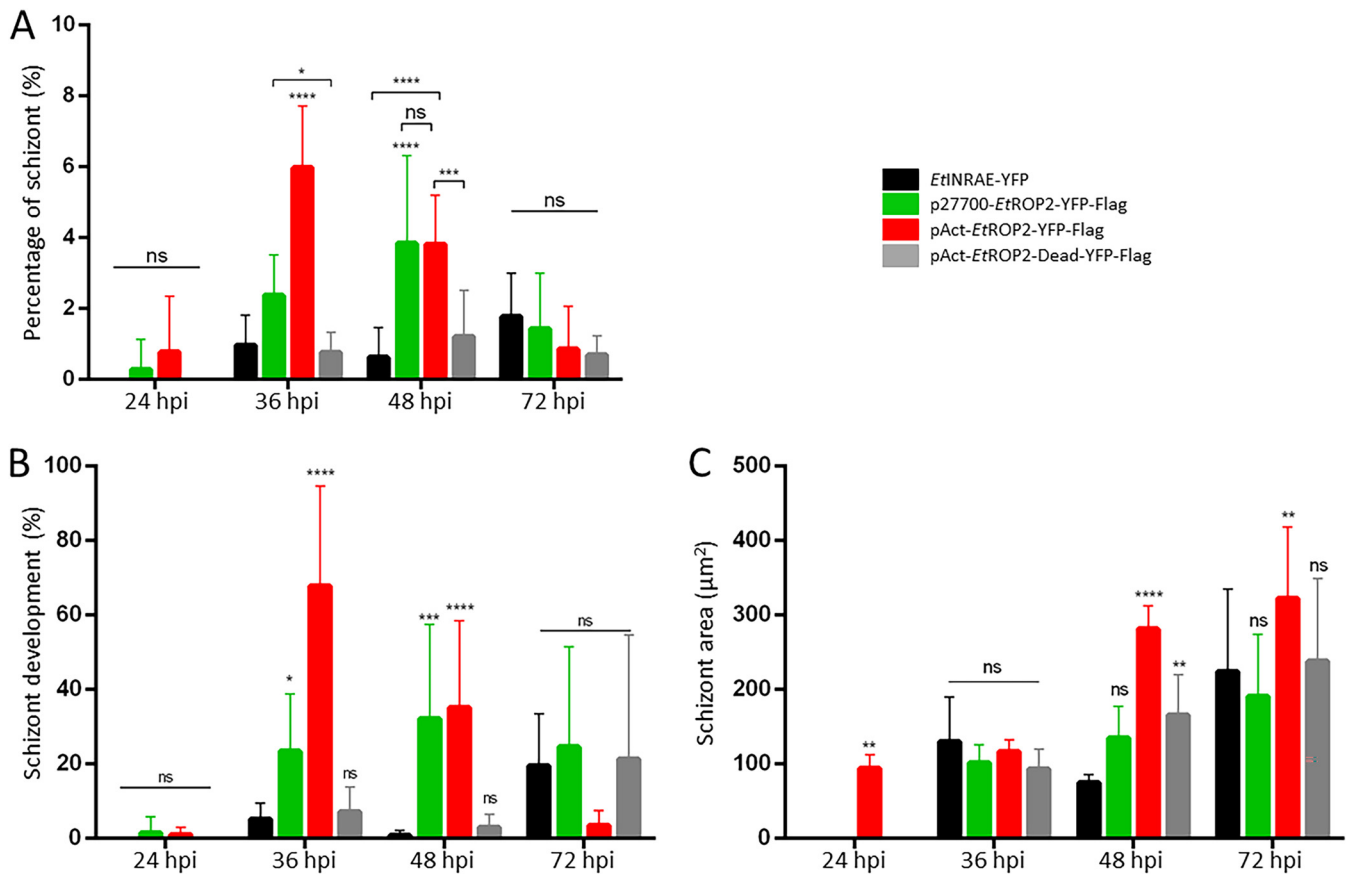 A
Percentage of schizont (%)
10
8
6
4
2
0
ns
*
****
****
ns
****
***
ns
24 hpi 36 hpi 48 hpi 72 hpi
EtINRAE-YFP
p27700-EtROP2-YFP-Flag
pAct-EtROP2-YFP-Flag
pAct-EtROP2-Dead-YFP-Flag
B
Schizont development (%)
100
80
60
40
20
0
ns
*
****
ns
***
****
ns
ns
24 hpi 36 hpi 48 hpi 72 hpi
C
Schizont area (µm²)
500
400
300
200
100
0
**
ns
ns
****
**
ns
**
ns
24 hpi 36 hpi 48 hpi 72 hpi